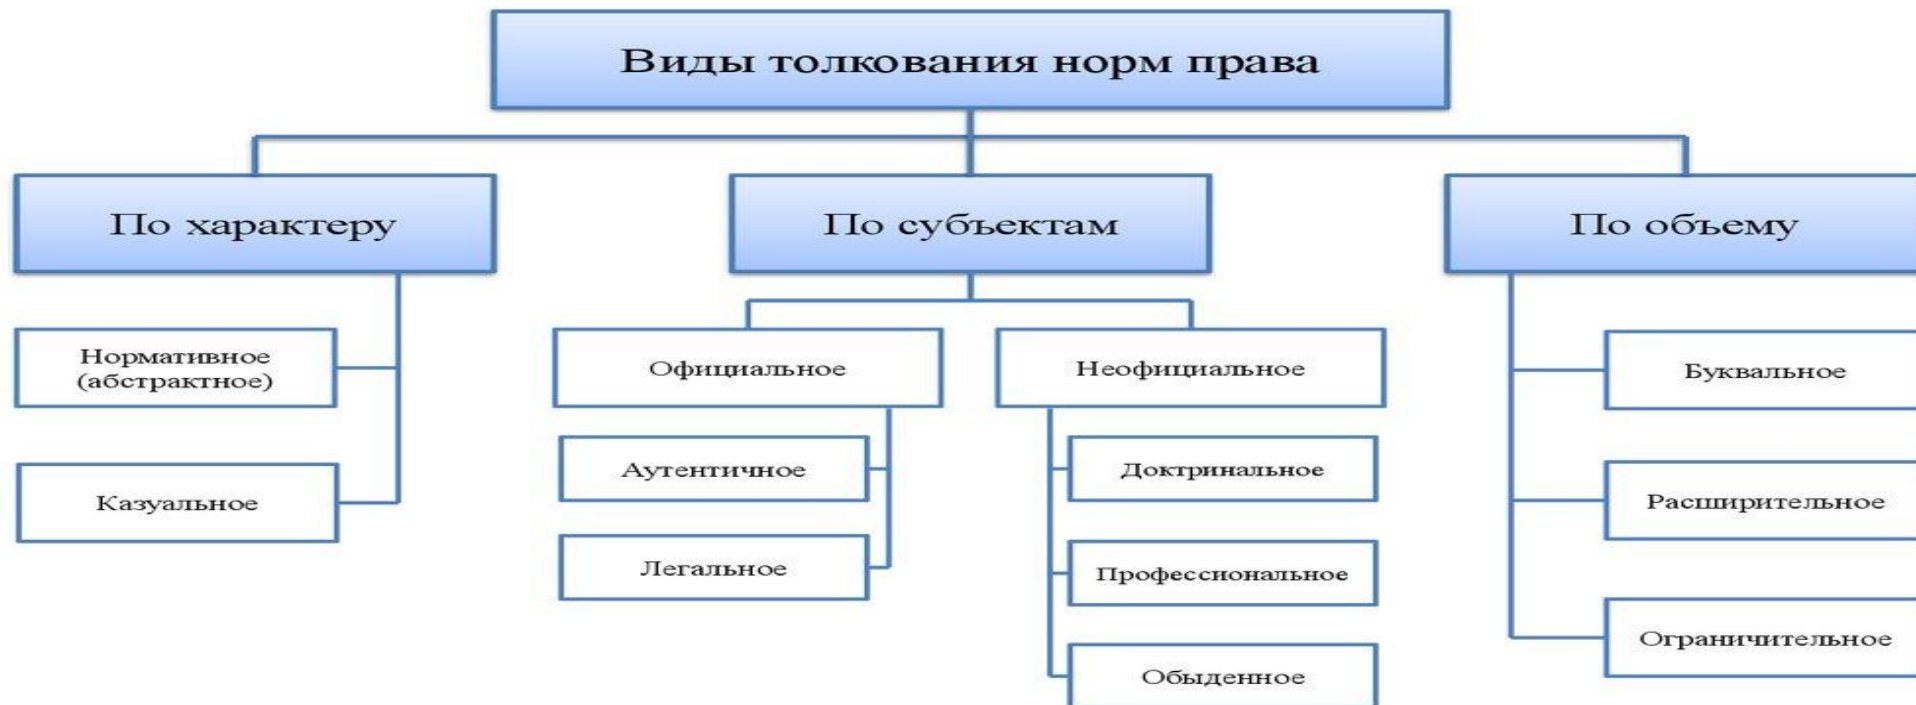 Виды толкования норм права
По характеру
По субъектам
По объему
Нормативное
(абстрактное)
Казуальное
Официальное
Неофициальное
Аутентичное
Легальное
Доктринальное
Профессиональное
Обыденное
Буквальное
Расширительное
Ограничительное